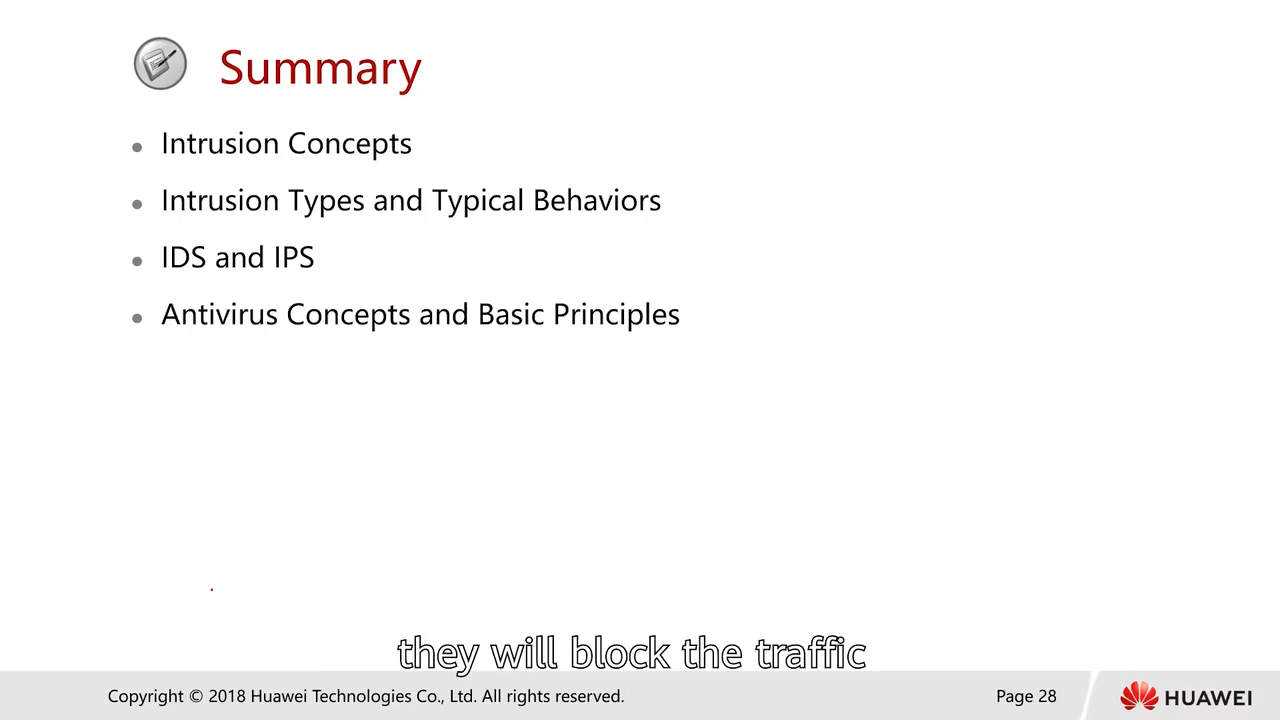 Summary
Intrusion Concepts
Intrusion Types and Typical Behaviors
IDS and IPS
Antivirus Concepts and Basic Principles
they will block the traffic
Copyright © 2018 Huawei Technologies Co., Ltd. All rights reserved.
Page 28
HUAWEI